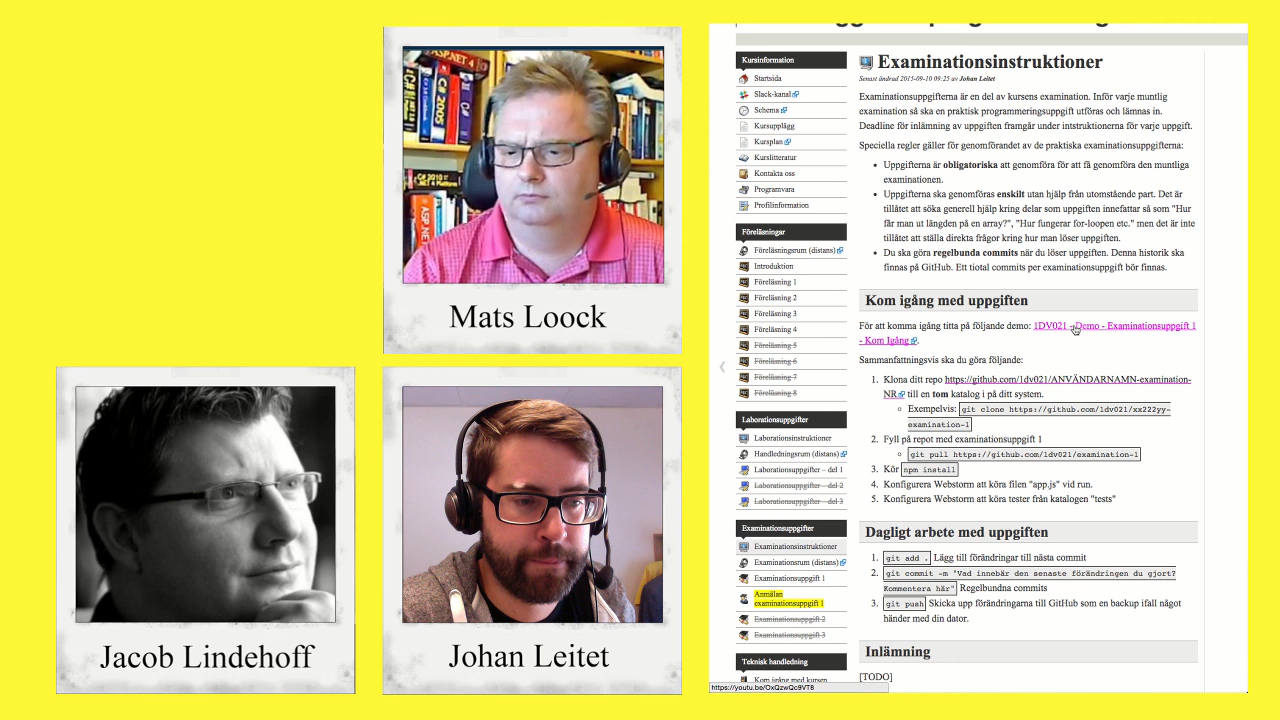 ASP.NET 4
C# 2005
C# 2010
.NET 4 Platform
ASP.NET
Mats Loock
Jacob Lindehoff
Johan Leitet
Kursinformation
Startsida
Slack-kanal
Schema
Kursupplägg
Kursplan
Kurslitteratur
Kontakta oss
Programvara
Profilinformation
Föreläsningar
Föreläsningsrum (distans)
Introduktion
Föreläsning 1
Föreläsning 2
Föreläsning 3
Föreläsning 4
Föreläsning 5
Föreläsning 6
Föreläsning 7
Föreläsning 8
Laborationsuppgifter
Laborationsinstruktioner
Handledningsrum (distans)
Laborationsuppgifter – del 1
Laborationsuppgifter – del 2
Laborationsuppgifter – del 3
Examinationsuppgifter
Examinationsinstruktioner
Examinationsrum (distans)
Examinationsuppgift 1
Anmälan
examinationsuppgift 1
Examinationsuppgift 2
Examinationsuppgift 3
Teknisk handledning
Kom igång med kursen
https://youtu.be/OxQzwQc9VT8
Examinationsinstruktioner
Senast ändrad 2015-09-10 09:25 av Johan Leitet
Examinationsuppgifterna är en del av kursens examination. Inför varje muntlig
examination så ska en praktisk programmeringsuppgift utföras och lämnas in.
Deadline för inlämning av uppgiften framgår under intstruktionerna för varje uppgift.
Speciella regler gäller för genomförandet av de praktiska examinationsuppgifterna:
• Uppgifterna är obligatoriska att genomföra för att få genomföra den muntliga
examinationen.
• Uppgifterna ska genomföras enskilt utan hjälp från utomstående part. Det är
tillåtet att söka generell hjälp kring delar som uppgiften innefattar så som "Hur
får man ut längden på en array?", "Hur fungerar for-loopen etc." men det är inte
tillåtet att ställa direkta frågor kring hur man löser uppgiften.
• Du ska göra regelbunda commits när du löser uppgiften. Denna historik ska
finnas på GitHub. Ett tiotal commits per examinationsuppgift bör finnas.
Kom igång med uppgiften
För att komma igång titta på följande demo: 1DV021 - Demo - Examinationsuppgift 1
- Kom Igång.
Sammanfattningsvis ska du göra följande:
1. Klona ditt repo https://github.com/1dv021/ANVÄNDARNAMN-examination-
NR till en tom katalog i på ditt system.
Exempelvis: git clone https://github.com/1dv021/xx222yy-
examination-1
2. Fyll på repot med examinationsuppgift 1
git pull https://github.com/1dv021/examination-1
3. Kör npm install
4. Konfigurera Webstorm att köra filen "app.js" vid run.
5. Konfigurera Webstorm att köra tester från katalogen "tests"
Dagligt arbete med uppgiften
1. git add . Lägg till förändringar till nästa commit
2. git commit -m "Vad innebär den senaste förändringen du gjort?
Kommentera här" Regelbundna commits
3. git push Skicka upp förändringarna till GitHub som en backup ifall något
händer med din dator.
Inlämning
[TODO]